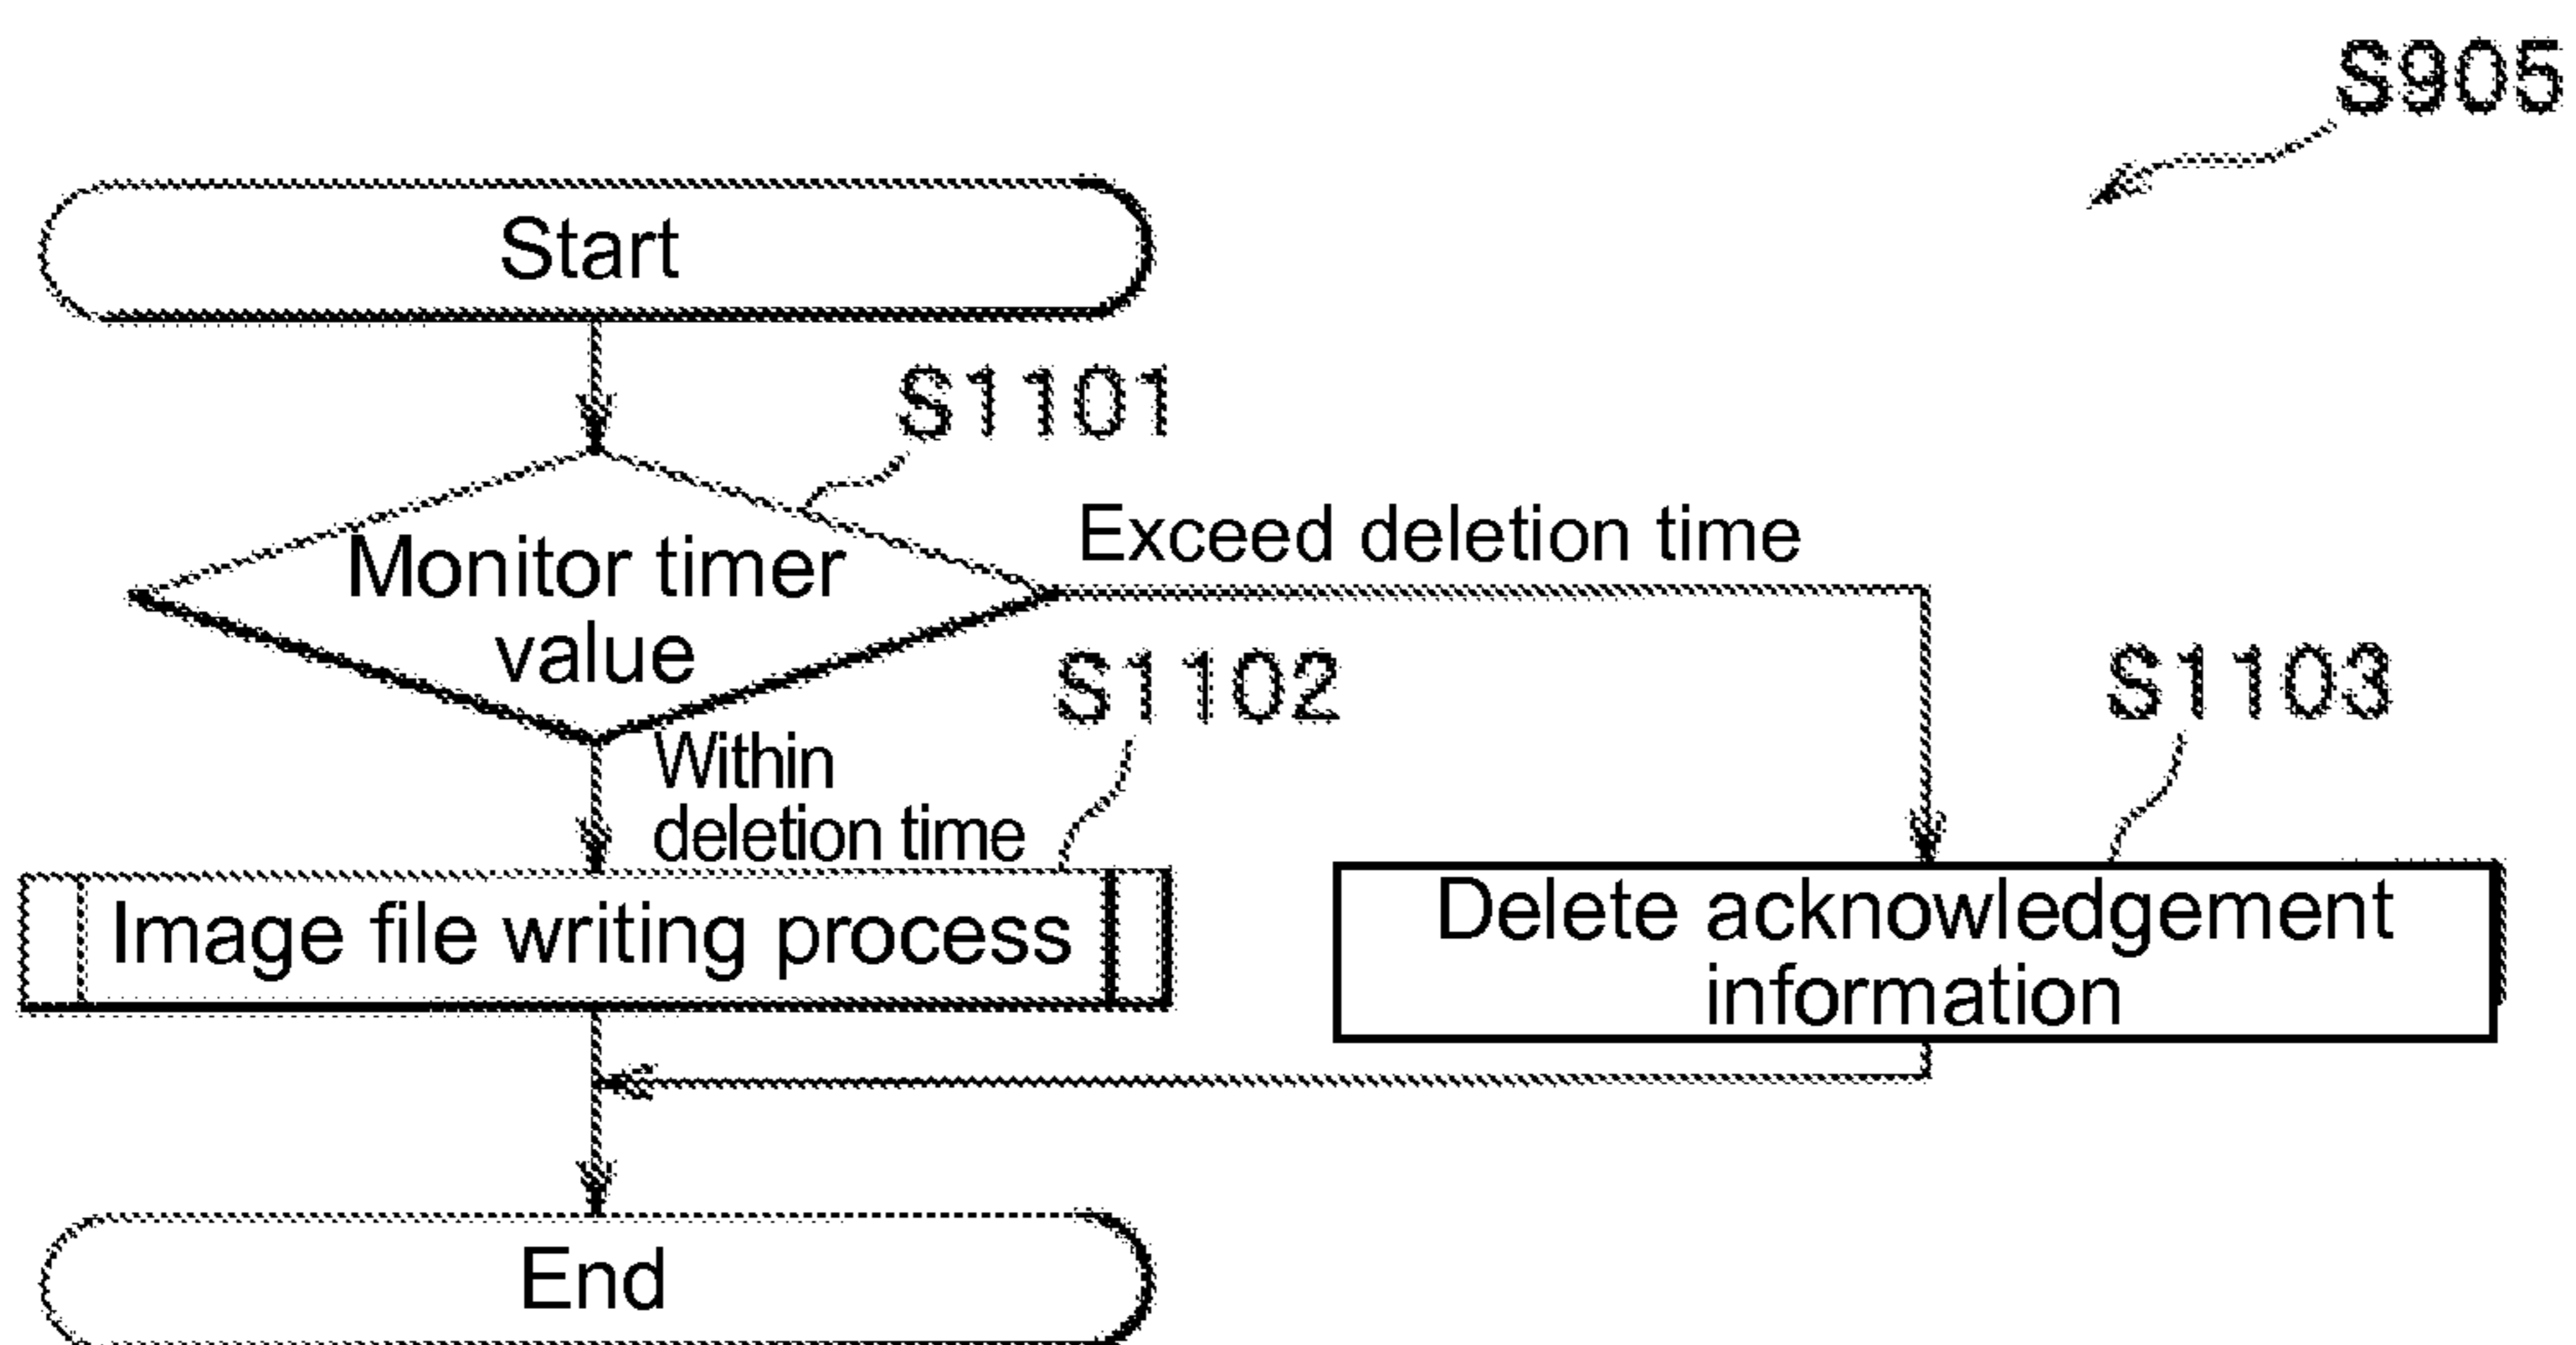 S905
Start
S1101
Monitor timer
value
Exceed deletion time
Within
deletion time
S1102
S1103
Image file writing process
Delete acknowledgement
information
End